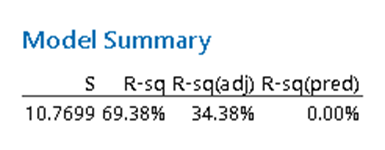 Model Summary
S R-sq R-sq(adj) R-sq(pred)
10.7699 69.38% 34.38% 0.00%